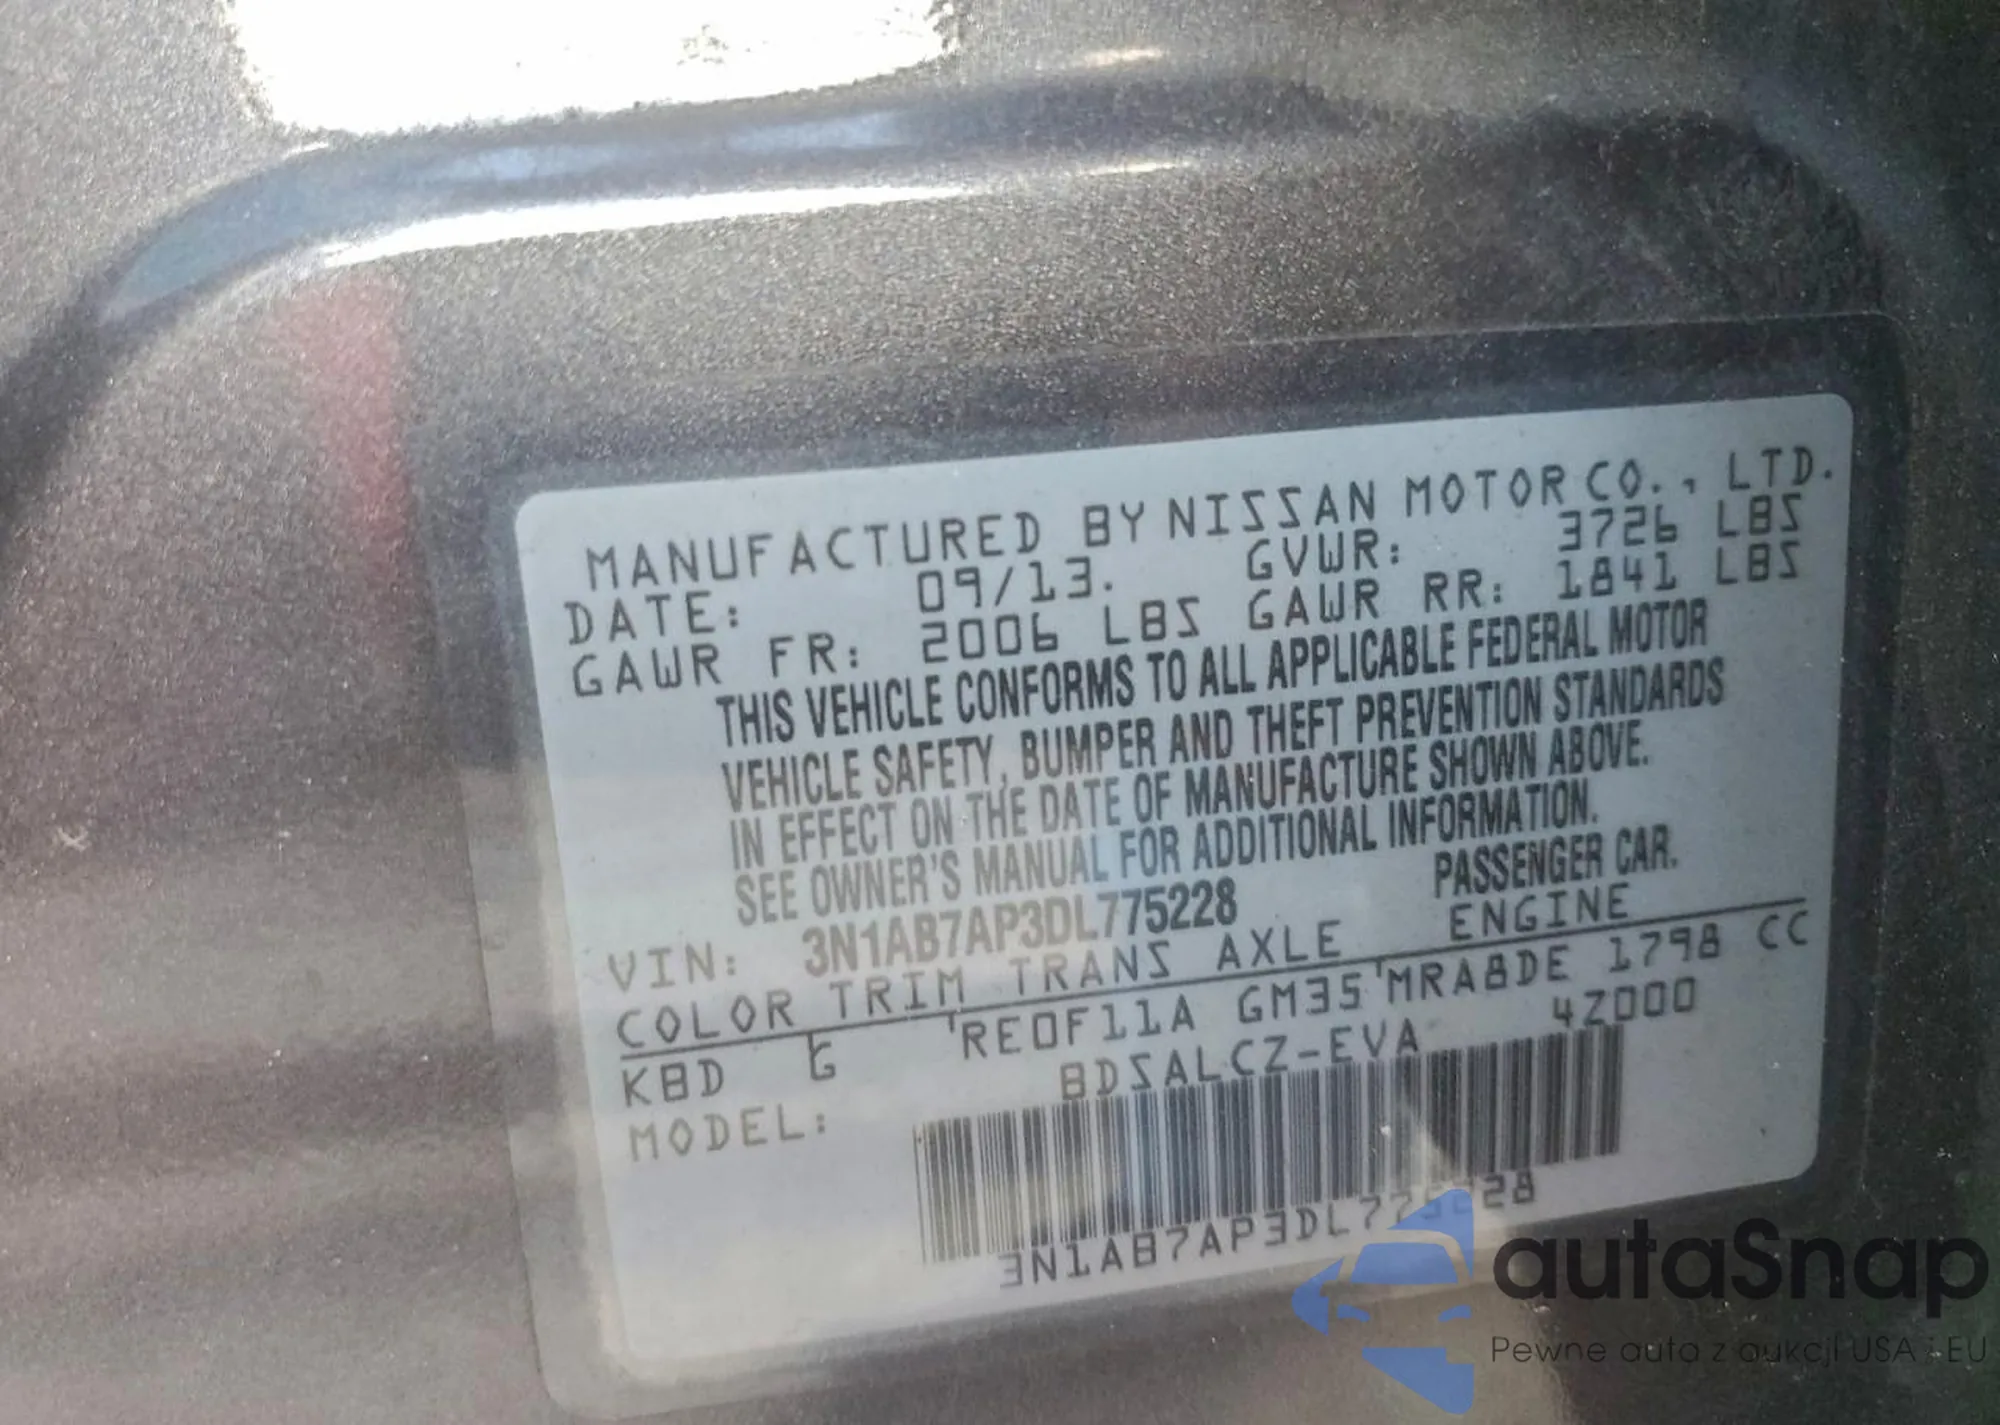 MANUFACTURED BY NISSAN MOTOR CO., LTD.
DATE: 09/13. GVWR: 3726 LBS
GAWR FR: 2006 LBS GAWR RR: 1841 LBS
THIS VEHICLE CONFORMS TO ALL APPLICABLE FEDERAL MOTOR
VEHICLE SAFETY, BUMPER AND THEFT PREVENTION STANDARDS
IN EFFECT ON THE DATE OF MANUFACTURE SHOWN ABOVE.
SEE OWNER'S MANUAL FOR ADDITIONAL INFORMATION.
VIN: 3N1AB7AP3DL775228 PASSENGER CAR.
COLOR TRIM TRANS AXLE ENGINE
KBD G RE0F11A GM35 MRA8DE 1798 CC
MODEL: BDSALCZ-EVA 4Z000
3N1AB7AP3DL775228
autaSnap
Pewne auta z aukcji USA i EU